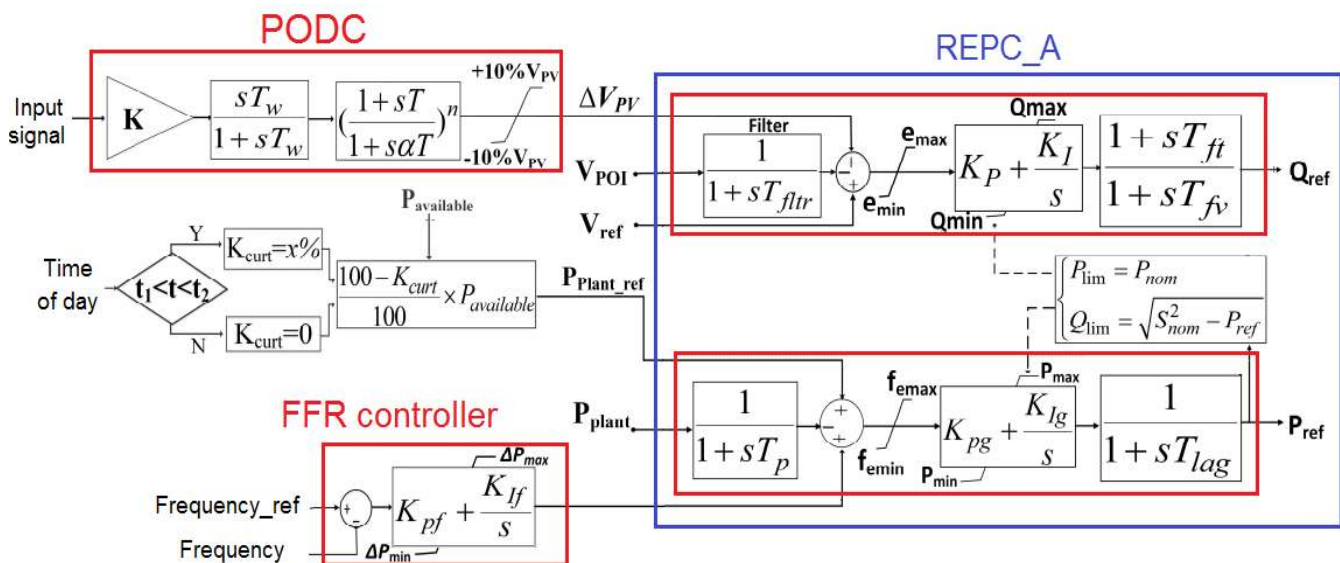 PODC
REPC_A
Input
signal
K
sT_w
1 + sT_w
(1 + sT
1 + sαT)^n
+10%V_PV
-10%V_PV
ΔV_PV
Filter
1
1 + sT_fltr
V_POI
V_ref
e_max
e_min
Qmax
K_P + K_I
s
Qmin
1 + sT_ft
1 + sT_fv
Q_ref
Time
of day
t_1<t<t_2
Y
N
K_curt=x%
K_curt=0
P_available
100 − K_curt
100
× P_available
P_Plant_ref
P_lim = P_nom
Q_lim = √S_nom^2 − P_ref
FFR controller
Frequency_ref
Frequency
+
-
ΔP_max
K_pf + K_If
s
ΔP_min
P_plant
1
1 + sT_p
+
−
+
f_emax
f_emin
P_max
K_pg + K_Ig
s
P_min
1
1 + sT_lag
P_ref